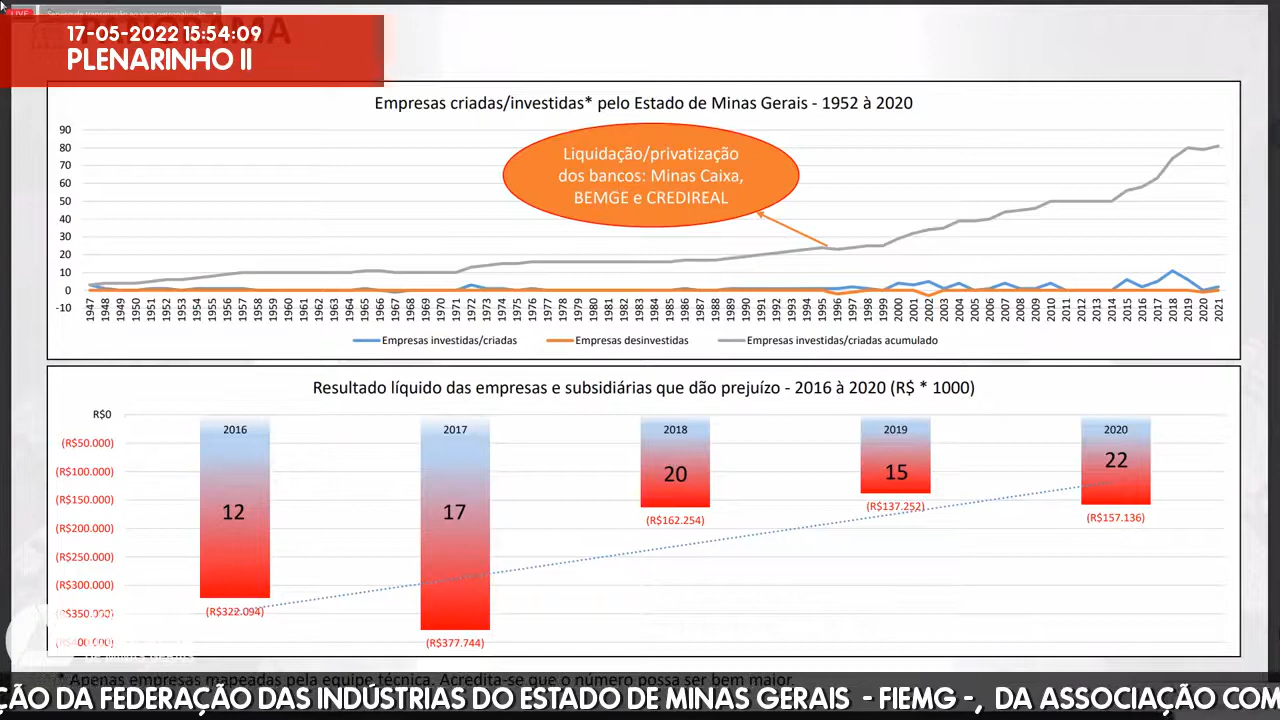 LIVE
17-05-2022 15:54:09
PLENARINHO II
Empresas criadas/investidas* pelo Estado de Minas Gerais - 1952 à 2020
90
80
70
60
50
40
30
20
10
0
-10
Liquidação/privatização
dos bancos: Minas Caixa,
BEMGE e CREDIREAL
1947 1948 1949 1950 1951 1952 1953 1954 1955 1956 1957 1958 1959 1960 1961 1962 1963 1964 1965 1966 1967 1968 1969 1970 1971 1972 1973 1974 1975 1976 1977 1978 1979 1980 1981 1982 1983 1984 1985 1986 1987 1988 1989 1990 1991 1992 1993 1994 1995 1996 1997 1998 1999 2000 2001 2002 2003 2004 2005 2006 2007 2008 2009 2010 2011 2012 2013 2014 2015 2016 2017 2018 2019 2020 2021
Empresas investidas/criadas Empresas desinvestidas Empresas investidas/criadas acumulado
Resultado líquido das empresas e subsidiárias que dão prejuízo - 2016 à 2020 (R$ * 1000)
R$0
(R$50.000)
(R$100.000)
(R$150.000)
(R$200.000)
(R$250.000)
(R$300.000)
(R$350.000)
(R$400.000)
2016 2017 2018 2019 2020
12 17 20 15 22
(R$322.094) (R$377.744) (R$162.254) (R$137.252) (R$157.136)
* Apenas empresas mapeadas pela equipe técnica. Acredita-se que o número possa ser bem maior.
ÇÃO DA FEDERAÇÃO DAS INDÚSTRIAS DO ESTADO DE MINAS GERAIS - FIEMG -, DA ASSOCIAÇÃO COM